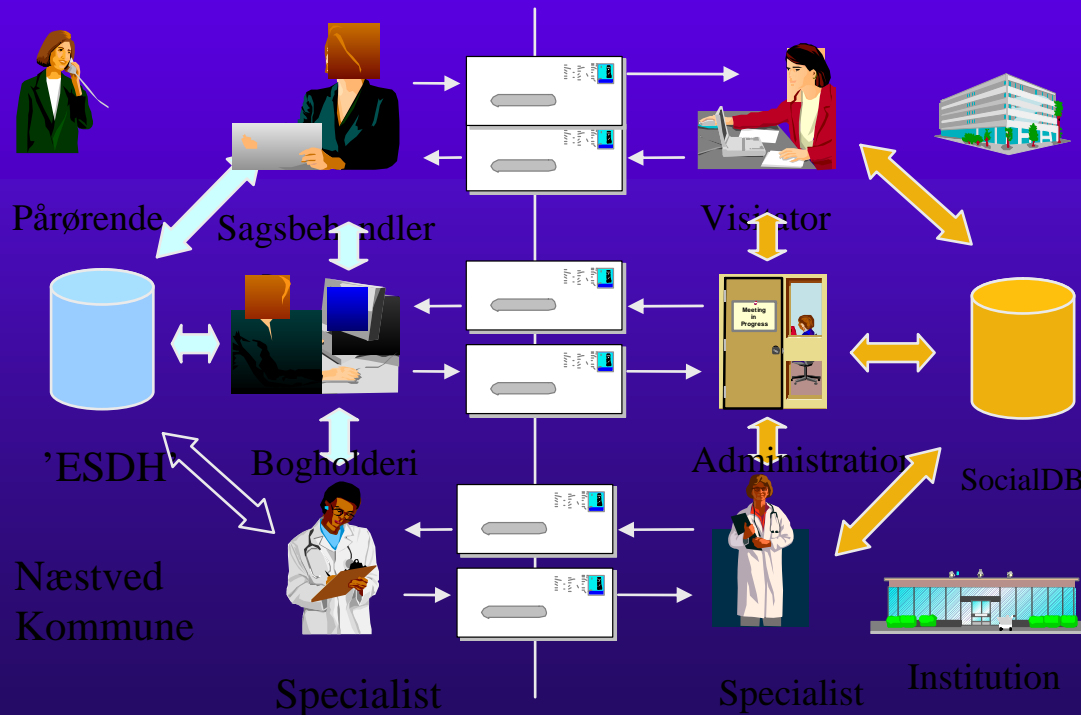 Pårørende
Sagsbehandler
Visitator
Meeting
in
Progress
'ESDH'
Bogholderi
Administration
SocialDB
Næstved
Kommune
Specialist
Specialist
Institution